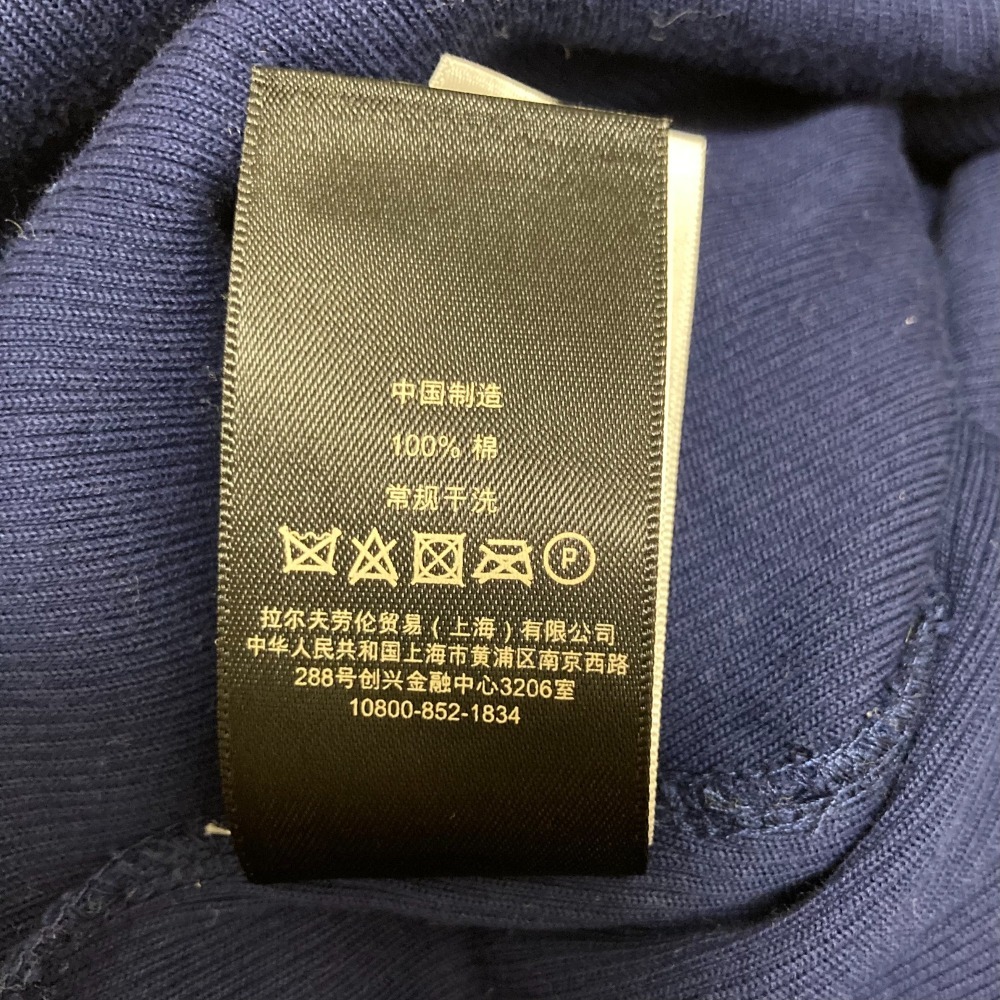 中国制造
100% 棉
常规干洗
P
拉尔夫劳伦贸易（上海）有限公司
中华人民共和国上海市黄浦区南京西路
288号创兴金融中心3206室
10800-852-1834